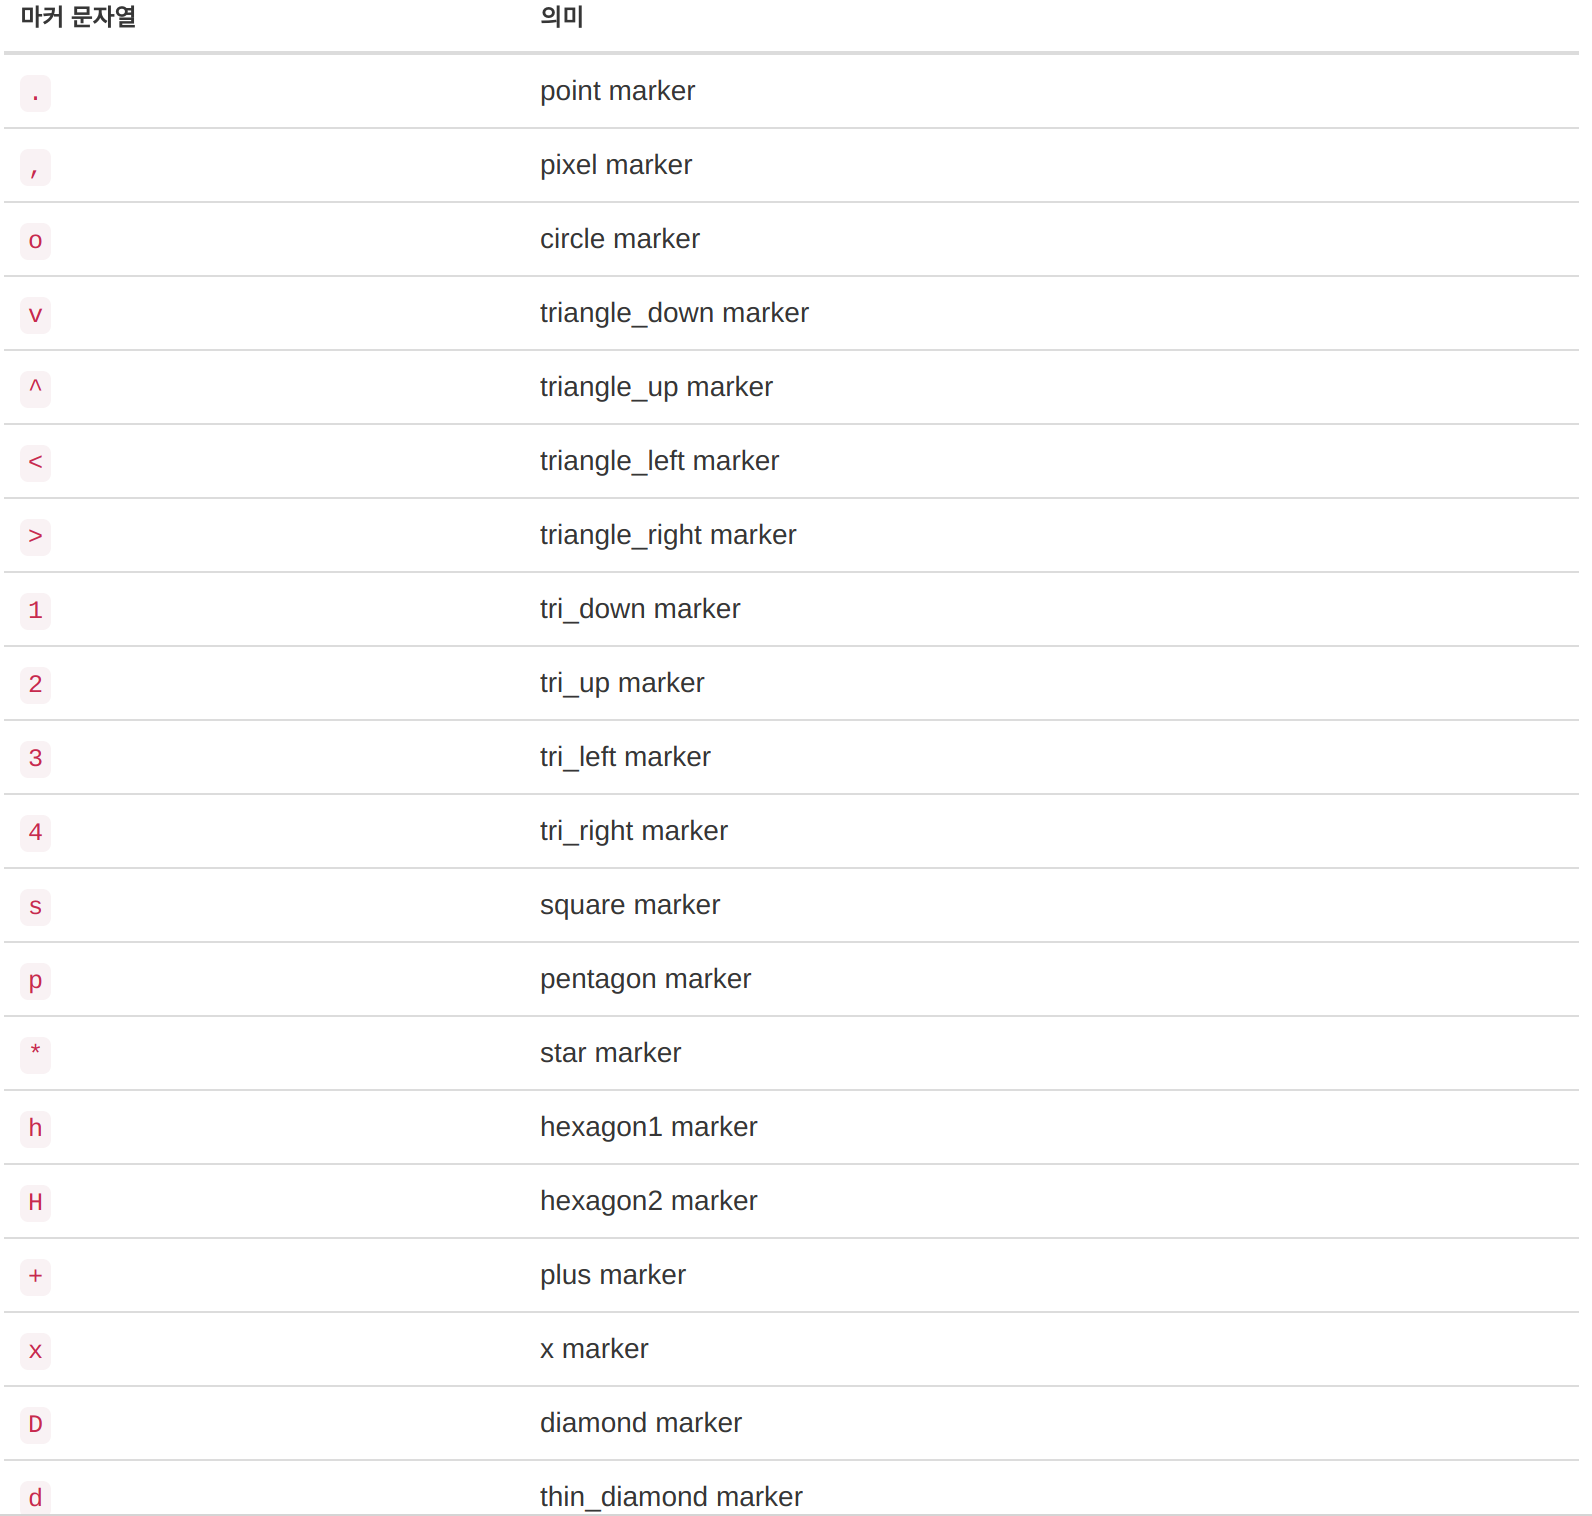 마커 문자열 의미
. point marker
, pixel marker
o circle marker
v triangle_down marker
^ triangle_up marker
< triangle_left marker
> triangle_right marker
1 tri_down marker
2 tri_up marker
3 tri_left marker
4 tri_right marker
s square marker
p pentagon marker
* star marker
h hexagon1 marker
H hexagon2 marker
+ plus marker
x x marker
D diamond marker
d thin_diamond marker